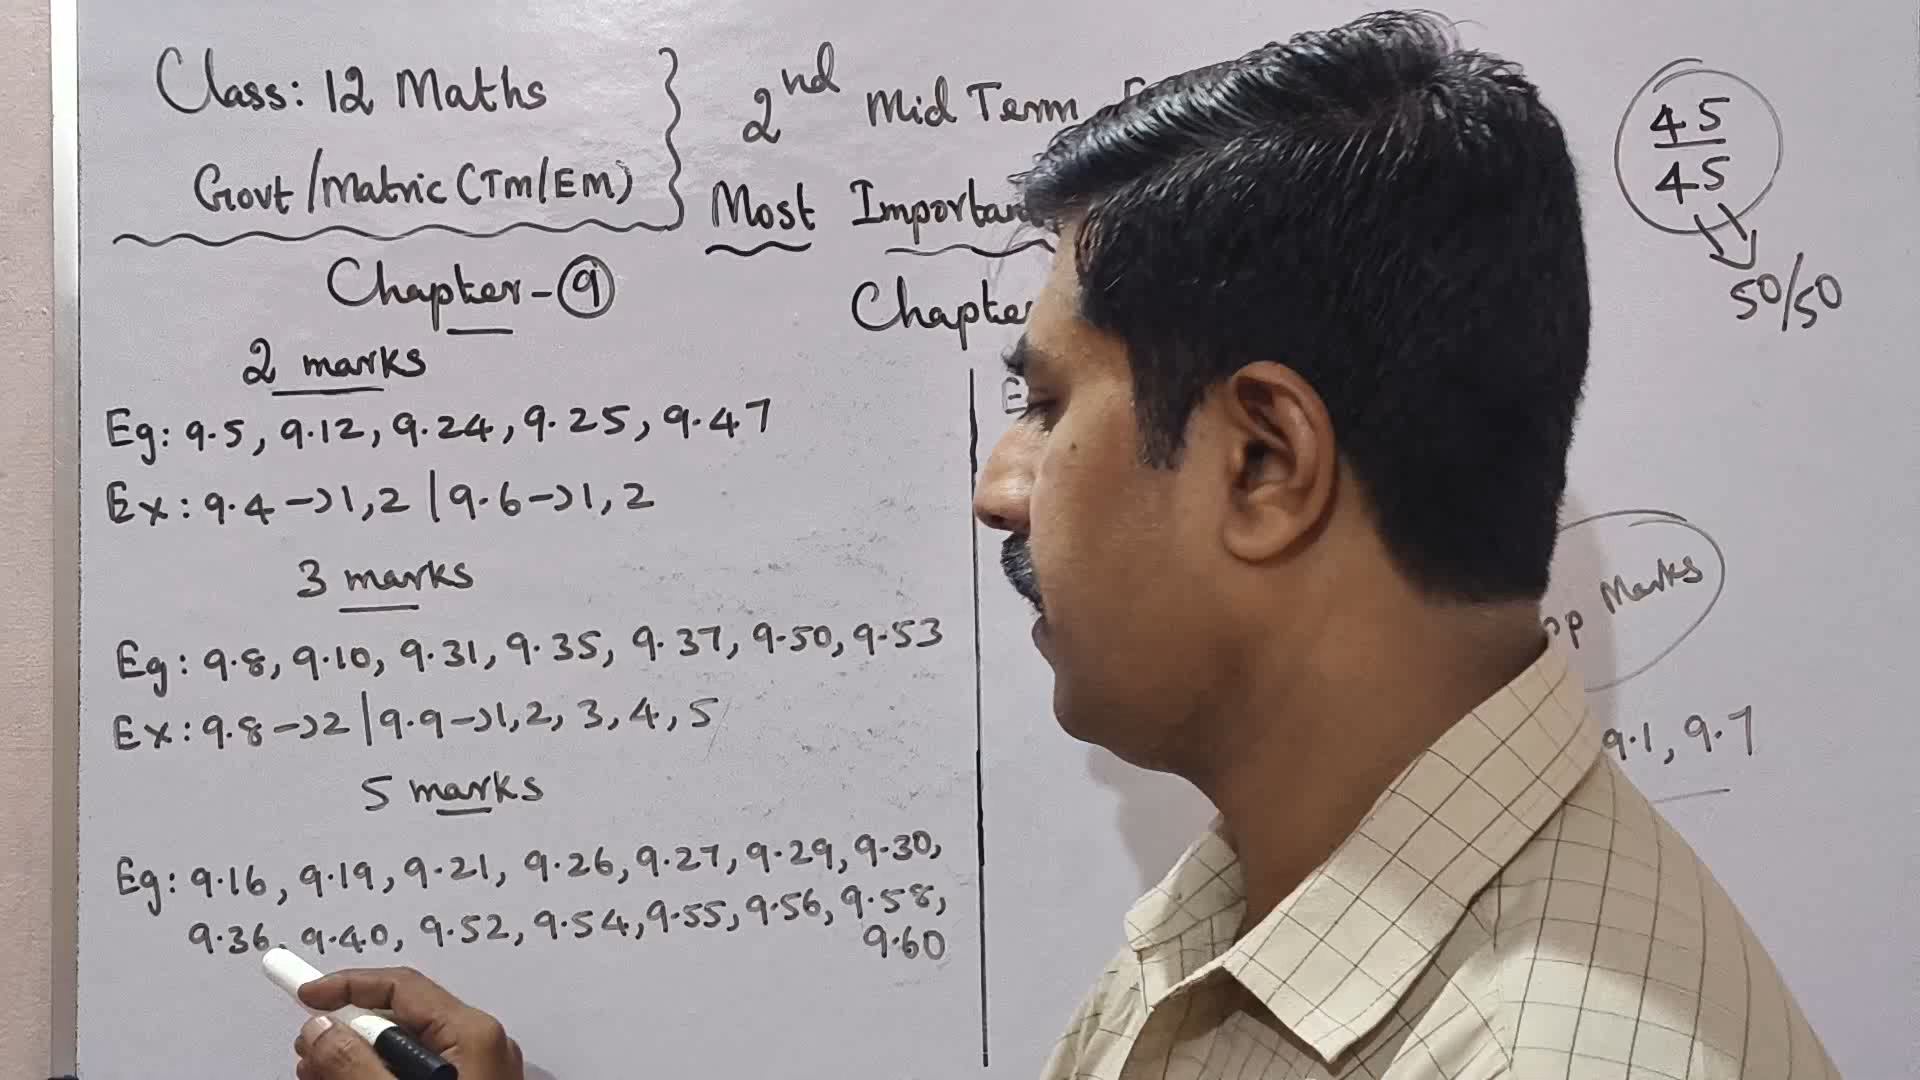 Class: 12 Maths
Govt/Matric (TM/EM)
2nd Mid Term
Most
45
45
50/50
Chapter-9
2 marks
Eg: 9.5, 9.12, 9.24, 9.25, 9.47
Ex: 9.4→1,2 | 9.6→1,2
3 marks
Eg: 9.8, 9.10, 9.31, 9.35, 9.37, 9.50, 9.53
Ex: 9.8→2 | 9.9→1,2,3,4,5
5 marks
Eg: 9.16, 9.19, 9.21, 9.26, 9.27, 9.29, 9.30,
9.36, 9.40, 9.52, 9.54, 9.55, 9.56, 9.58,
9.60
Marks
9.1, 9.7